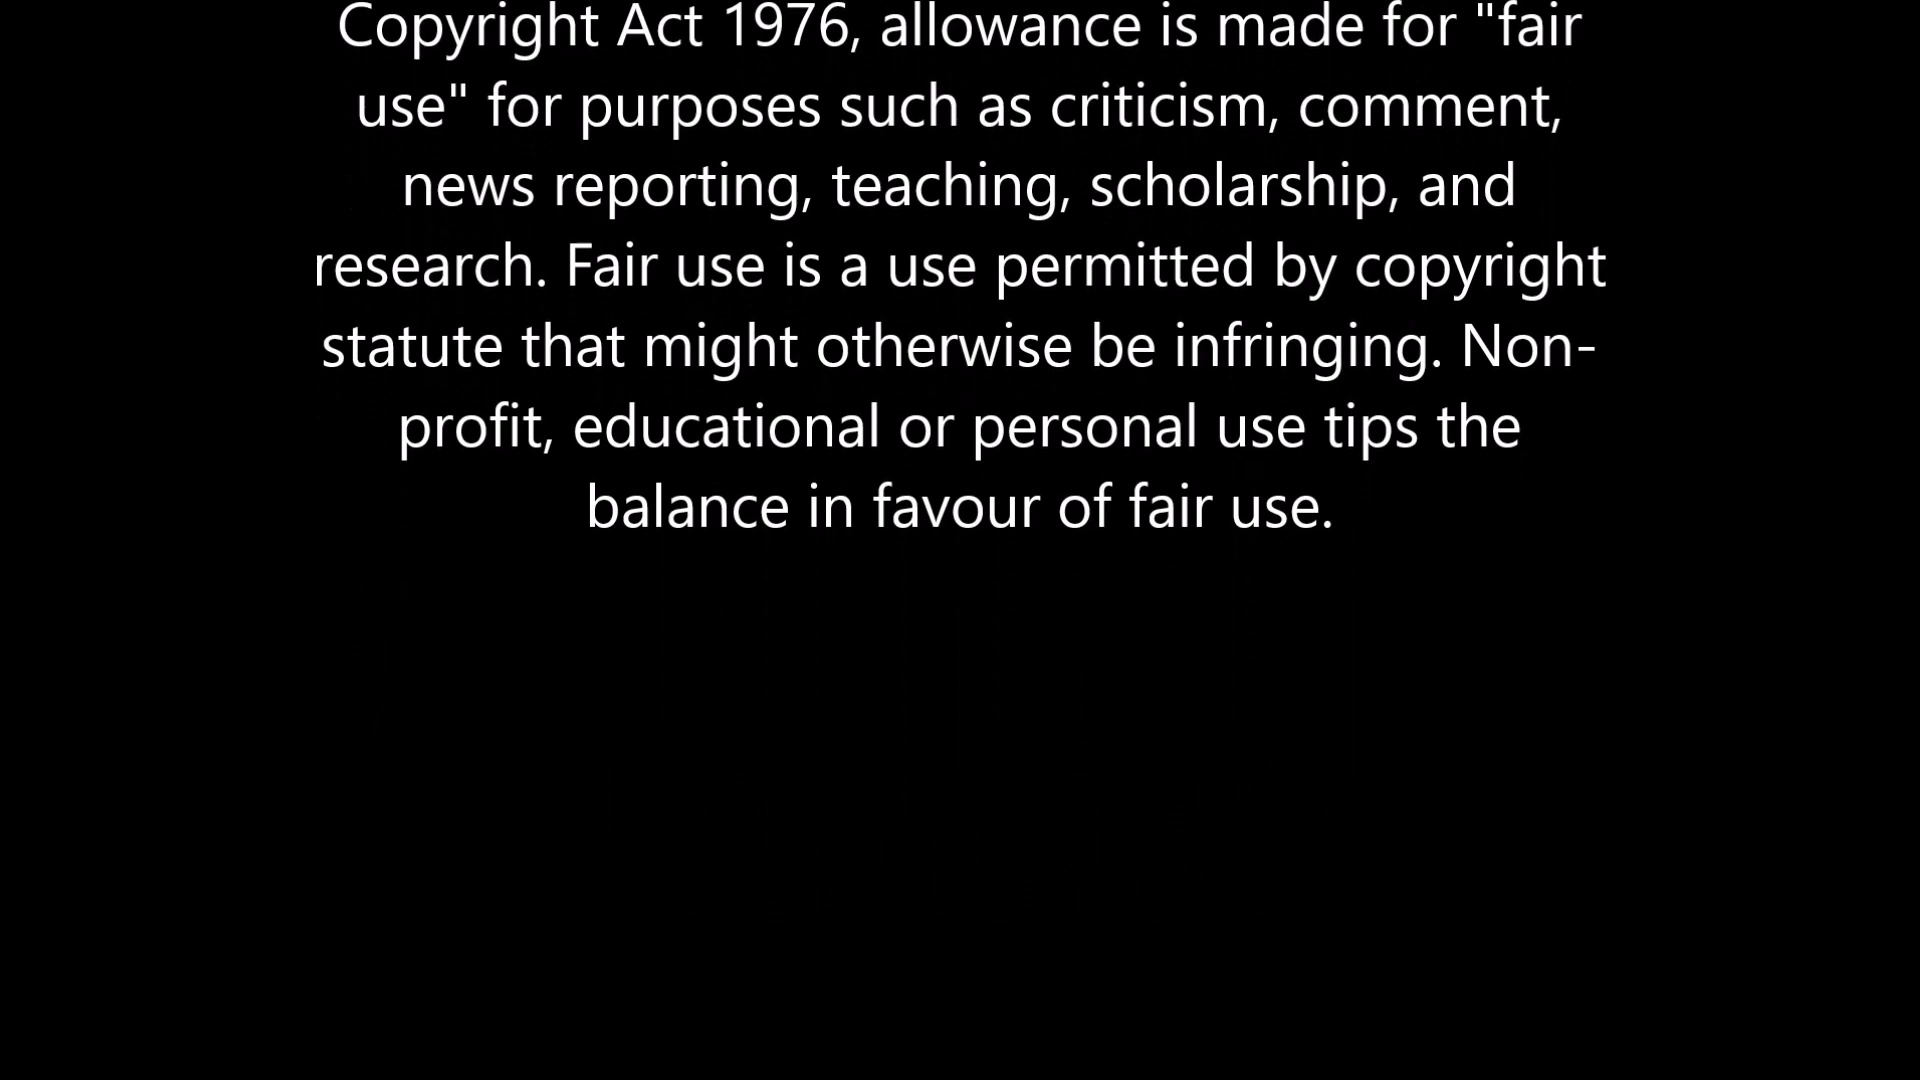 Copyright Act 1976, allowance is made for "fair
use" for purposes such as criticism, comment,
news reporting, teaching, scholarship, and
research. Fair use is a use permitted by copyright
statute that might otherwise be infringing. Non-
profit, educational or personal use tips the
balance in favour of fair use.